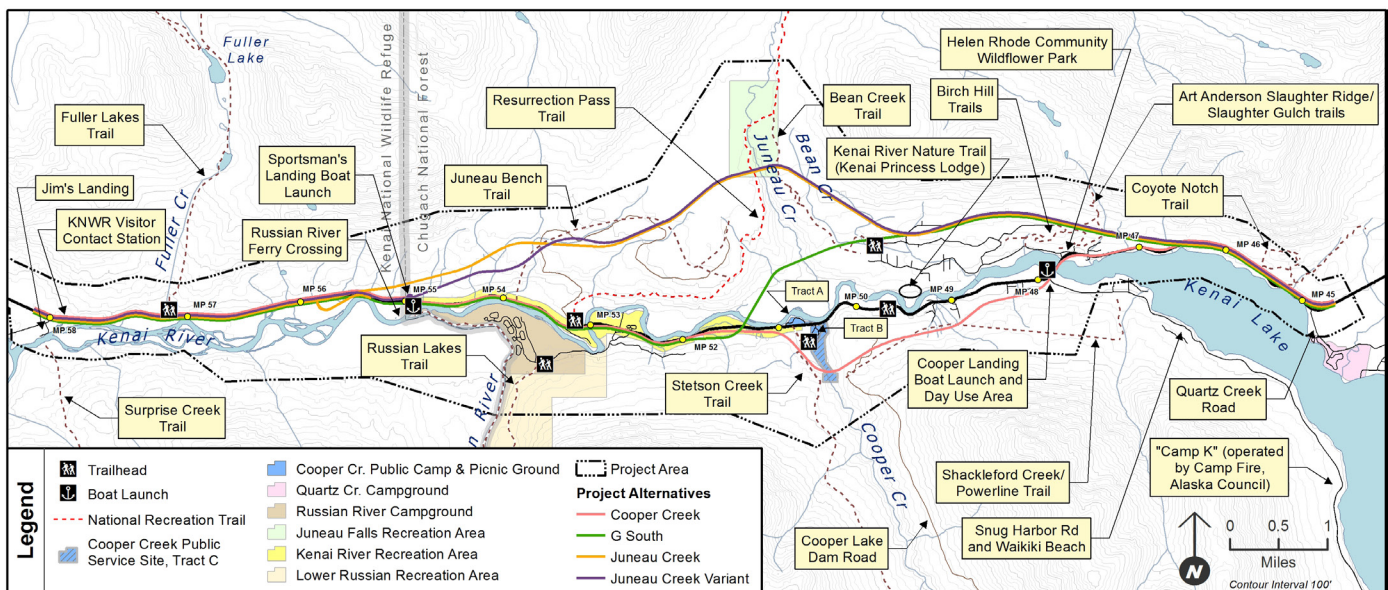 Fuller
Lake
Fuller Lakes
Trail
Jim's Landing
KNWR Visitor
Contact Station
Fuller Cr
Sportsman's
Landing Boat
Launch
Russian River
Ferry Crossing
Kenai National Wildlife Refuge
Chugach National Forest
Juneau Bench
Trail
Resurrection Pass
Trail
Juneau Cr
Bean Cr
Bean Creek
Trail
Kenai River Nature Trail
(Kenai Princess Lodge)
Helen Rhode Community
Wildflower Park
Birch Hill
Trails
Art Anderson Slaughter Ridge/
Slaughter Gulch trails
Coyote Notch
Trail
MP 58
MP 57
MP 56
MP 55
MP 54
MP 53
MP 52
Tract A
Tract B
MP 50
MP 49
MP 48
MP 47
MP 46
MP 45
Kenai River
Kenai
Lake
Surprise Creek
Trail
Russian Lakes
Trail
n River
Stetson Creek
Trail
Cooper Cr
Cooper Landing
Boat Launch and
Day Use Area
Quartz Creek
Road
Shackleford Creek/
Powerline Trail
"Camp K" (operated
by Camp Fire,
Alaska Council)
Cooper Lake
Dam Road
Snug Harbor Rd
and Waikiki Beach
Legend
Trailhead
Boat Launch
National Recreation Trail
Cooper Creek Public
Service Site, Tract C
Cooper Cr. Public Camp & Picnic Ground
Quartz Cr. Campground
Russian River Campground
Juneau Falls Recreation Area
Kenai River Recreation Area
Lower Russian Recreation Area
Project Area
Project Alternatives
Cooper Creek
G South
Juneau Creek
Juneau Creek Variant
N
0 0.5 1
Miles
Contour Interval 100'